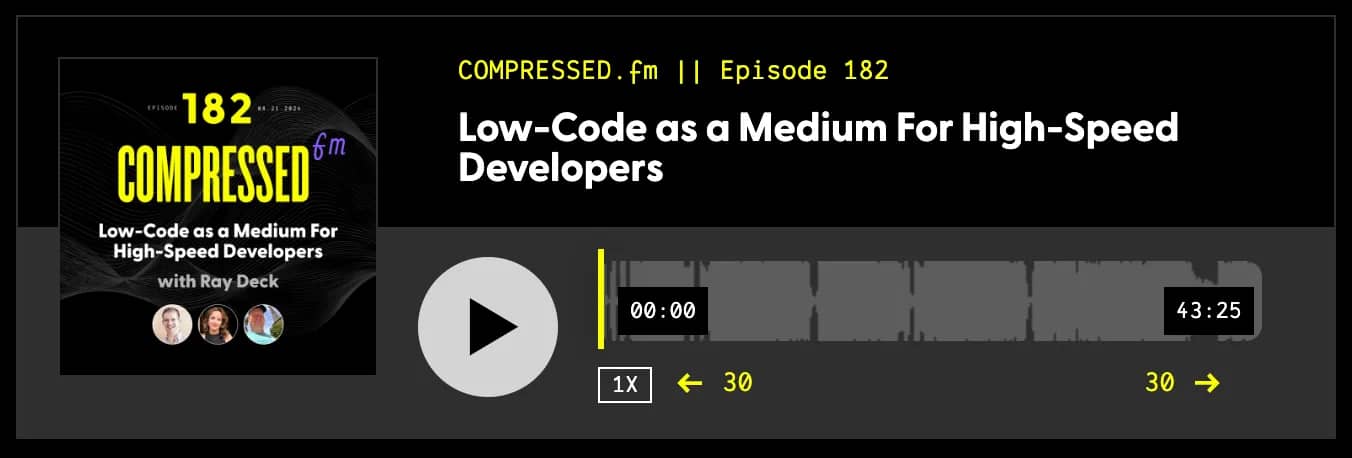 COMPRESSED.fm || Episode 182
Low-Code as a Medium For High-Speed
Developers
EPISODE 182 08.21.2024
COMPRESSED fm
Low-Code as a Medium For
High-Speed Developers
with Ray Deck
00:00
43:25
1X
← 30
30 →